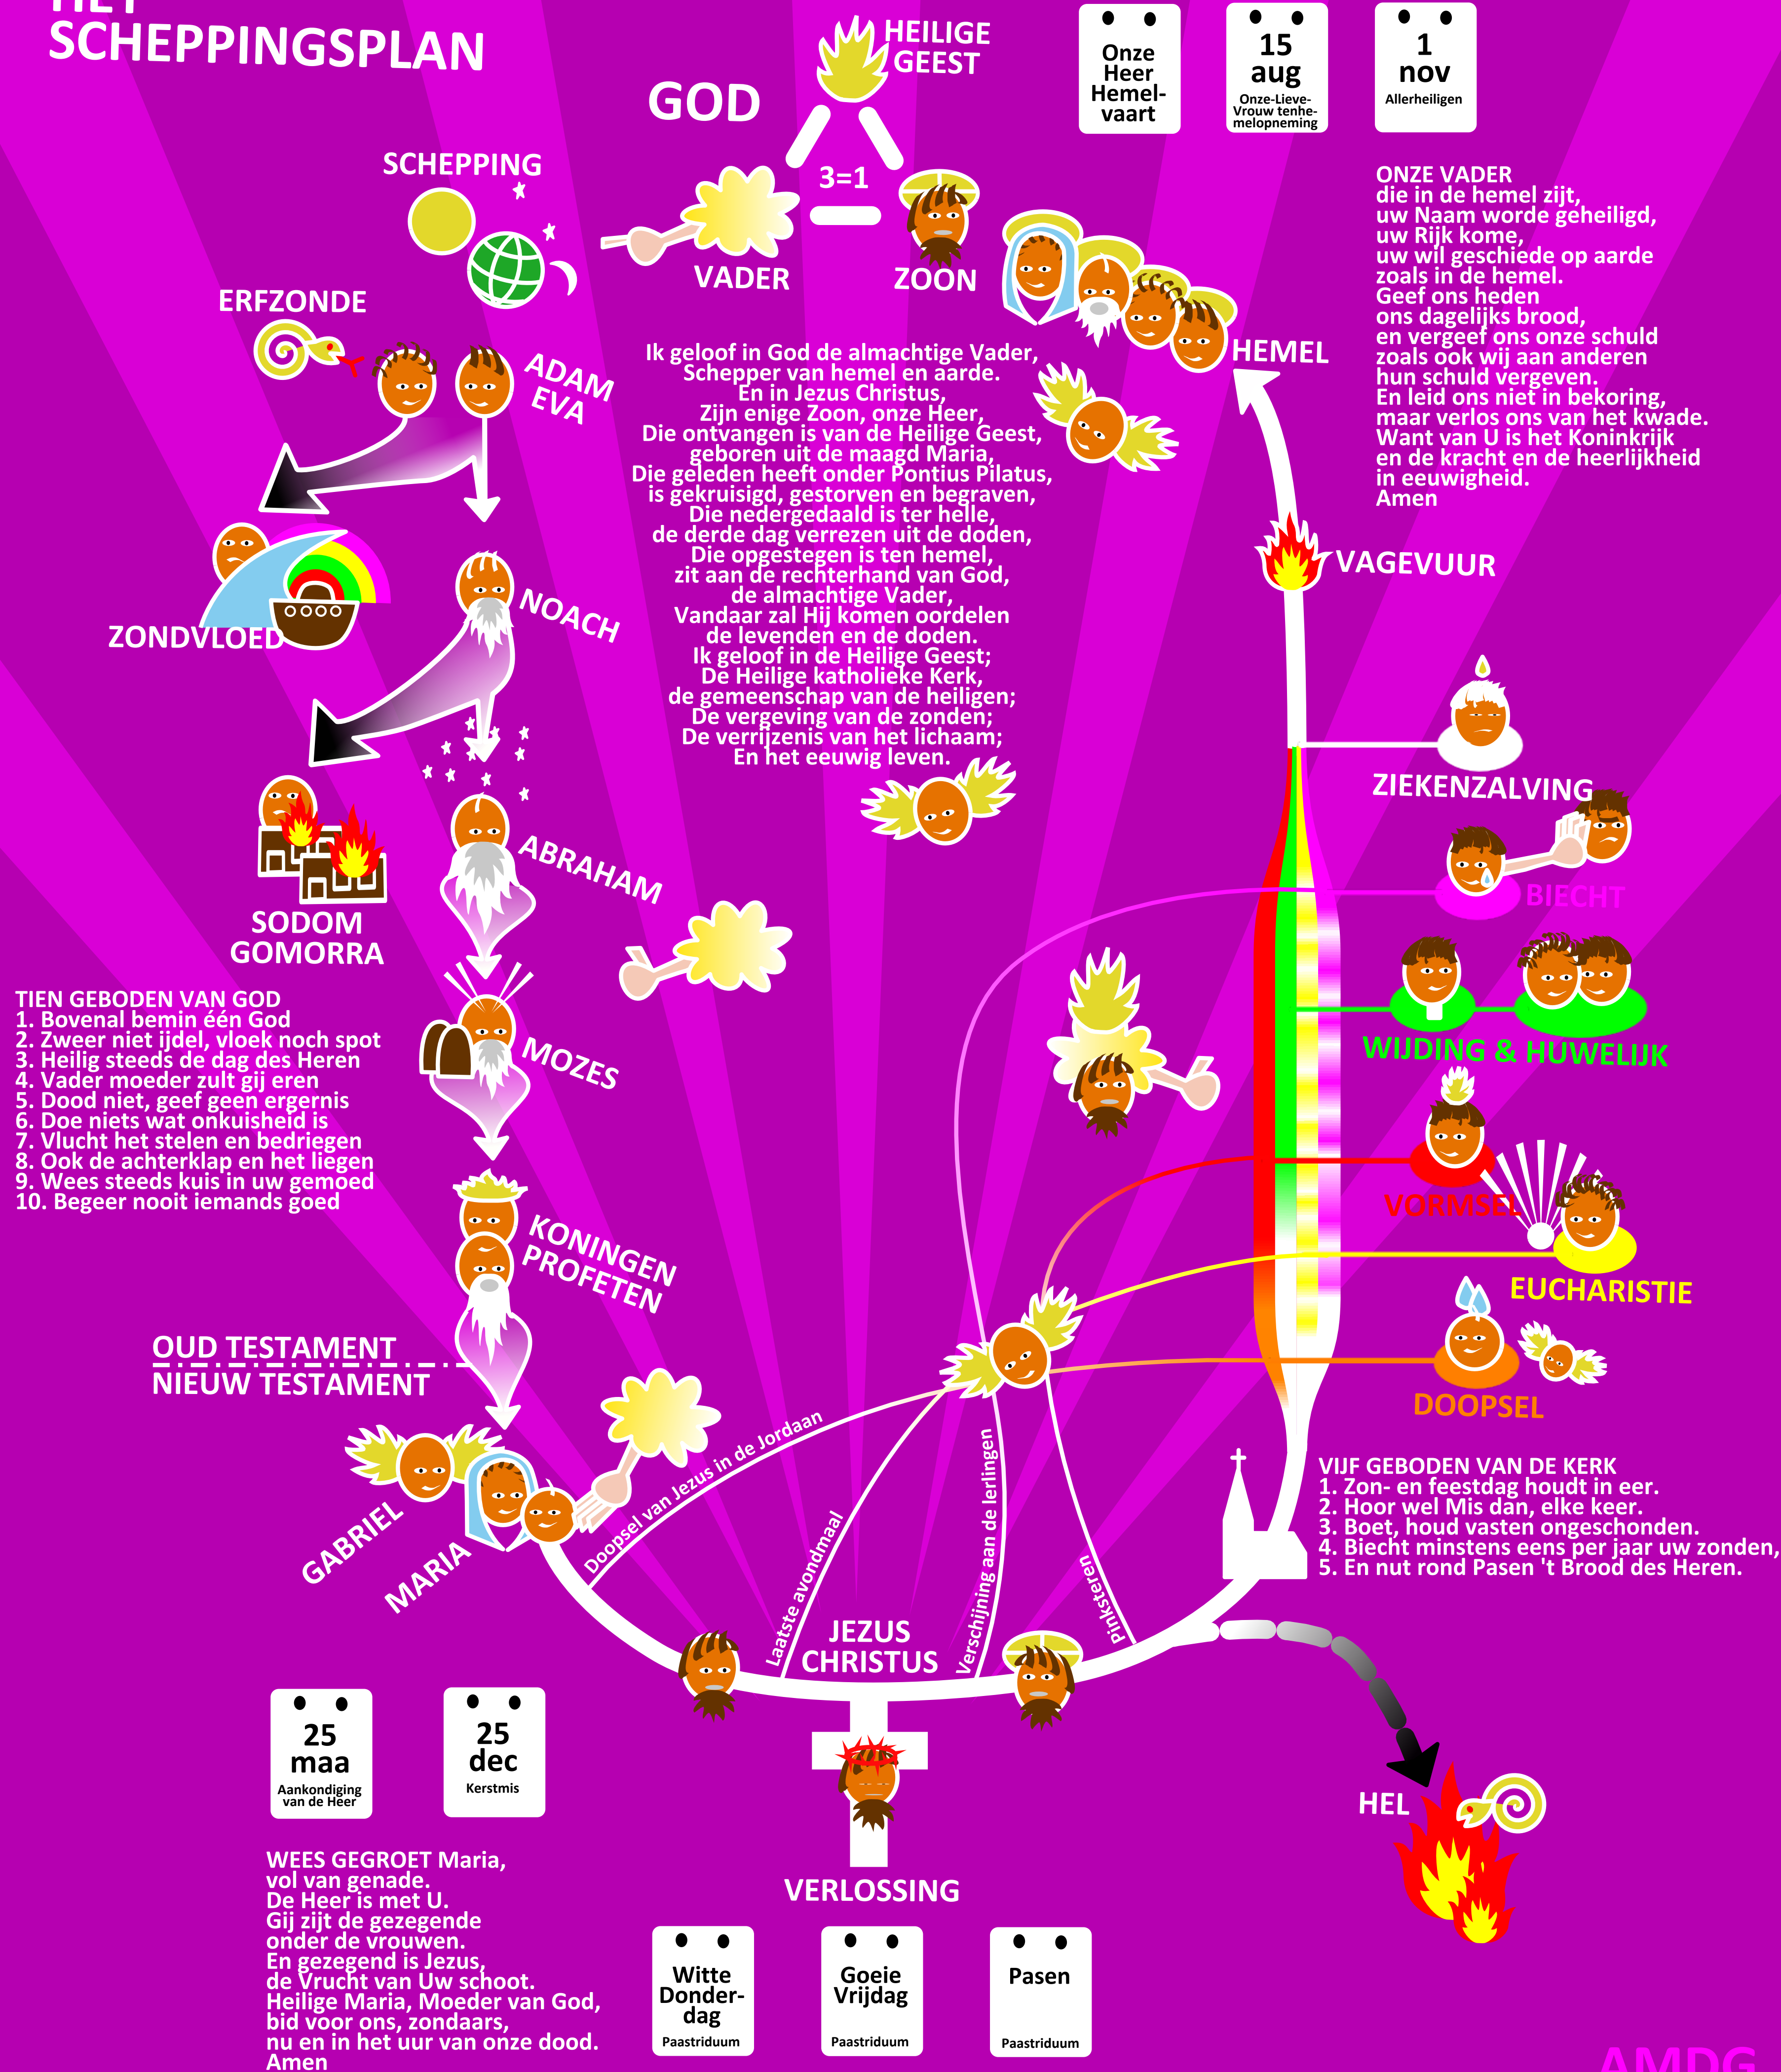 HET
SCHEPPINGSPLAN
GOD
HEILIGE
GEEST
3=1
VADER
ZOON
Onze
Heer
Hemel-
vaart
15
aug
Onze-Lieve-
Vrouw tenhe-
melopneming
1
nov
Allerheiligen
SCHEPPING
ERFZONDE
ADAM
EVA
ZONDVLOED
NOACH
SODOM
GOMORRA
ABRAHAM
MOZES
TIEN GEBODEN VAN GOD
1. Bovenal bemin één God
2. Zweer niet ijdel, vloek noch spot
3. Heilig steeds de dag des Heren
4. Vader moeder zult gij eren
5. Dood niet, geef geen ergernis
6. Doe niets wat onkuisheid is
7. Vlucht het stelen en bedriegen
8. Ook de achterklap en het liegen
9. Wees steeds kuis in uw gemoed
10. Begeer nooit iemands goed
KONINGEN
PROFETEN
OUD TESTAMENT
NIEUW TESTAMENT
GABRIEL
MARIA
Ik geloof in God de almachtige Vader,
Schepper van hemel en aarde.
En in Jezus Christus,
Zijn enige Zoon, onze Heer,
Die ontvangen is van de Heilige Geest,
geboren uit de maagd Maria,
Die geleden heeft onder Pontius Pilatus,
is gekruisigd, gestorven en begraven,
Die nedergedaald is ter helle,
de derde dag verrezen uit de doden,
Die opgestegen is ten hemel,
zit aan de rechterhand van God,
de almachtige Vader,
Vandaar zal Hij komen oordelen
de levenden en de doden.
Ik geloof in de Heilige Geest;
De Heilige katholieke Kerk,
de gemeenschap van de heiligen;
De vergeving van de zonden;
De verrijzenis van het lichaam;
En het eeuwig leven.
HEMEL
ONZE VADER
die in de hemel zijt,
uw Naam worde geheiligd,
uw Rijk kome,
uw wil geschiede op aarde
zoals in de hemel.
Geef ons heden
ons dagelijks brood,
en vergeef ons onze schuld
zoals ook wij aan anderen
hun schuld vergeven.
En leid ons niet in bekoring,
maar verlos ons van het kwade.
Want van U is het Koninkrijk
en de kracht en de heerlijkheid
in eeuwigheid.
Amen
VAGEVUUR
ZIEKENZALVING
BIECHT
WIJDING & HUWELIJK
VORMSEL
EUCHARISTIE
DOOPSEL
Doopsel van Jezus in de Jordaan
Laatste avondmaal
Verschijning aan de lerlingen
Pinksteren
JEZUS
CHRISTUS
VERLOSSING
VIJF GEBODEN VAN DE KERK
1. Zon- en feestdag houdt in eer.
2. Hoor wel Mis dan, elke keer.
3. Boet, houd vasten ongeschonden.
4. Biecht minstens eens per jaar uw zonden,
5. En nut rond Pasen 't Brood des Heren.
HEL
25
maa
Aankondiging
van de Heer
25
dec
Kerstmis
WEES GEGROET Maria,
vol van genade.
De Heer is met U.
Gij zijt de gezegende
onder de vrouwen.
En gezegend is Jezus,
de Vrucht van Uw schoot.
Heilige Maria, Moeder van God,
bid voor ons, zondaars,
nu en in het uur van onze dood.
Amen
Witte
Donder-
dag
Paastriduum
Goeie
Vrijdag
Paastriduum
Pasen
Paastriduum
AMDG